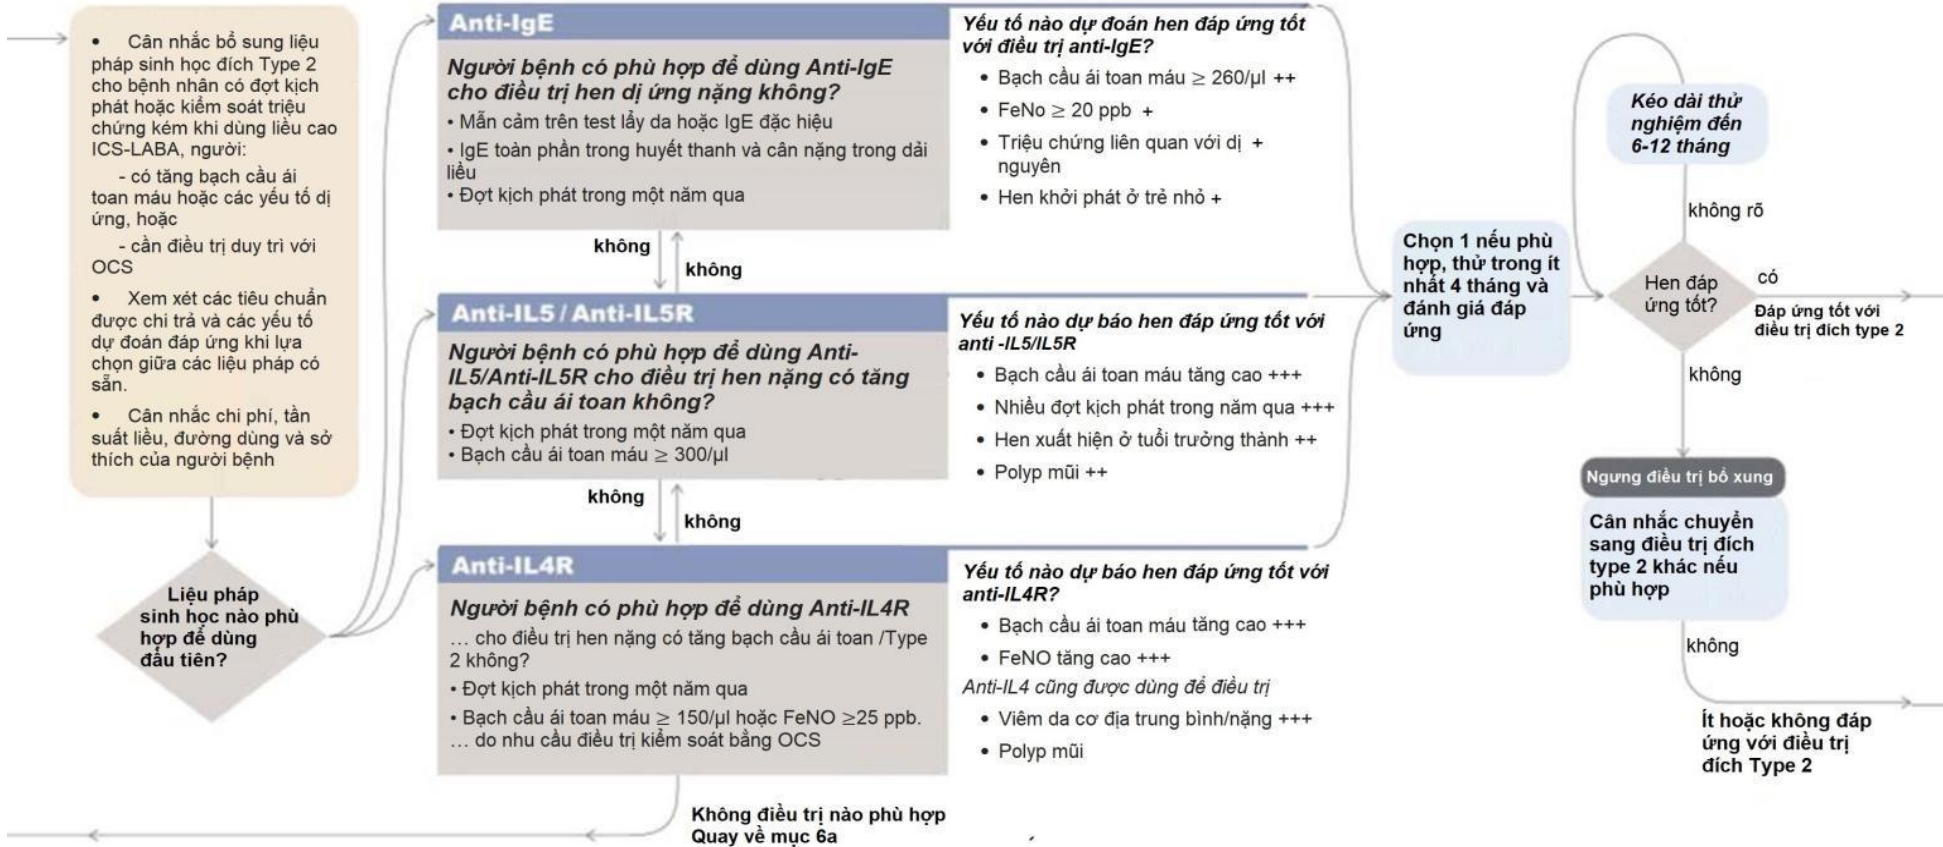 • Cân nhắc bổ sung liệu
pháp sinh học đích Type 2
cho bệnh nhân có đợt kịch
phát hoặc kiểm soát triệu
chứng kém khi dùng liều cao
ICS-LABA, người:
- có tăng bạch cầu ái
toan máu hoặc các yếu tố dị
ứng, hoặc
- cần điều trị duy trì với
OCS
• Xem xét các tiêu chuẩn
được chi trả và các yếu tố
dự đoán đáp ứng khi lựa
chọn giữa các liệu pháp có
sẵn.
• Cân nhắc chi phí, tần
suất liều, đường dùng và sở
thích của người bệnh
Liệu pháp
sinh học nào phù
hợp để dùng
đầu tiên?
Anti-IgE
Người bệnh có phù hợp để dùng Anti-IgE
cho điều trị hen dị ứng nặng không?
• Mẫn cảm trên test lẩy da hoặc IgE đặc hiệu
• IgE toàn phần trong huyết thanh và cân nặng trong dải
liều
• Đợt kịch phát trong một năm qua
Yếu tố nào dự đoán hen đáp ứng tốt
với điều trị anti-IgE?
• Bạch cầu ái toan máu ≥ 260/µl ++
• FeNo ≥ 20 ppb +
• Triệu chứng liên quan với dị +
nguyên
• Hen khởi phát ở trẻ nhỏ +
không
không
Anti-IL5 / Anti-IL5R
Người bệnh có phù hợp để dùng Anti-
IL5/Anti-IL5R cho điều trị hen nặng có tăng
bạch cầu ái toan không?
• Đợt kịch phát trong một năm qua
• Bạch cầu ái toan máu ≥ 300/µl
Yếu tố nào dự báo hen đáp ứng tốt với
anti -IL5/IL5R
• Bạch cầu ái toan máu tăng cao +++
• Nhiều đợt kịch phát trong năm qua +++
• Hen xuất hiện ở tuổi trưởng thành ++
• Polyp mũi ++
không
không
Anti-IL4R
Người bệnh có phù hợp để dùng Anti-IL4R
… cho điều trị hen nặng có tăng bạch cầu ái toan /Type
2 không?
• Đợt kịch phát trong một năm qua
• Bạch cầu ái toan máu ≥ 150/µl hoặc FeNO ≥25 ppb.
… do nhu cầu điều trị kiểm soát bằng OCS
Yếu tố nào dự báo hen đáp ứng tốt với
anti-IL4R?
• Bạch cầu ái toan máu tăng cao +++
• FeNO tăng cao +++
Anti-IL4 cũng được dùng để điều trị
• Viêm da cơ địa trung bình/nặng +++
• Polyp mũi
Không điều trị nào phù hợp
Quay về mục 6a
Chọn 1 nếu phù
hợp, thử trong ít
nhất 4 tháng và
đánh giá đáp
ứng
Kéo dài thử
nghiệm đến
6-12 tháng
không rõ
Hen đáp
ứng tốt?
có
Đáp ứng tốt với
điều trị đích type 2
không
Ngưng điều trị bổ xung
Cân nhắc chuyển
sang điều trị đích
type 2 khác nếu
phù hợp
không
Ít hoặc không đáp
ứng với điều trị
đích Type 2